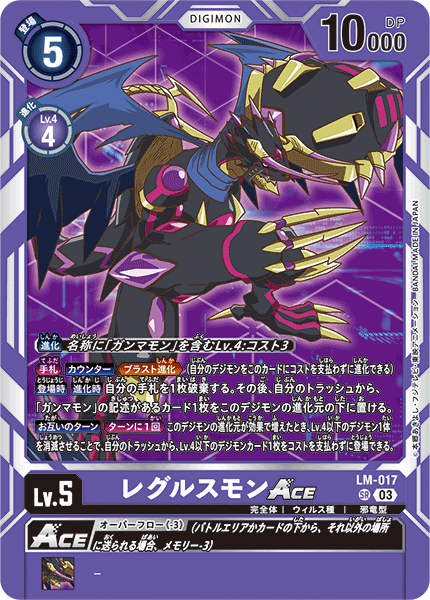 DIGIMON
登場
5
DP
10000
進化
Lv.4
4
進化 名称に「ガンマモン」を含むLv.4:コスト3
手札 カウンター ブラスト進化 (自分のデジモンをこのカードにコストを支払わずに進化できる)
登場時 進化時 自分の手札を1枚破棄する。その後、自分のトラッシュから、
「ガンマモン」の記述があるカード1枚をこのデジモンの進化元の下に置ける。
お互いのターン ターンに1回 このデジモンの進化元が効果で増えたとき、Lv.4以下のデジモン1体
を消滅させることで、自分のトラッシュから、Lv.4以下のデジモンカード1枚をコストを支払わずに登場できる。
©本郷あきよし・フジテレビ・東映アニメーション BANDAI MADE IN JAPAN
Lv.5
レグルスモンACE
LM-017
SR 03
完全体 | ウィルス種 | 邪竜型
ACE
オーバーフロー《-3》 (バトルエリアかカードの下から、それ以外の場所
に送られる場合、メモリー-3)
–